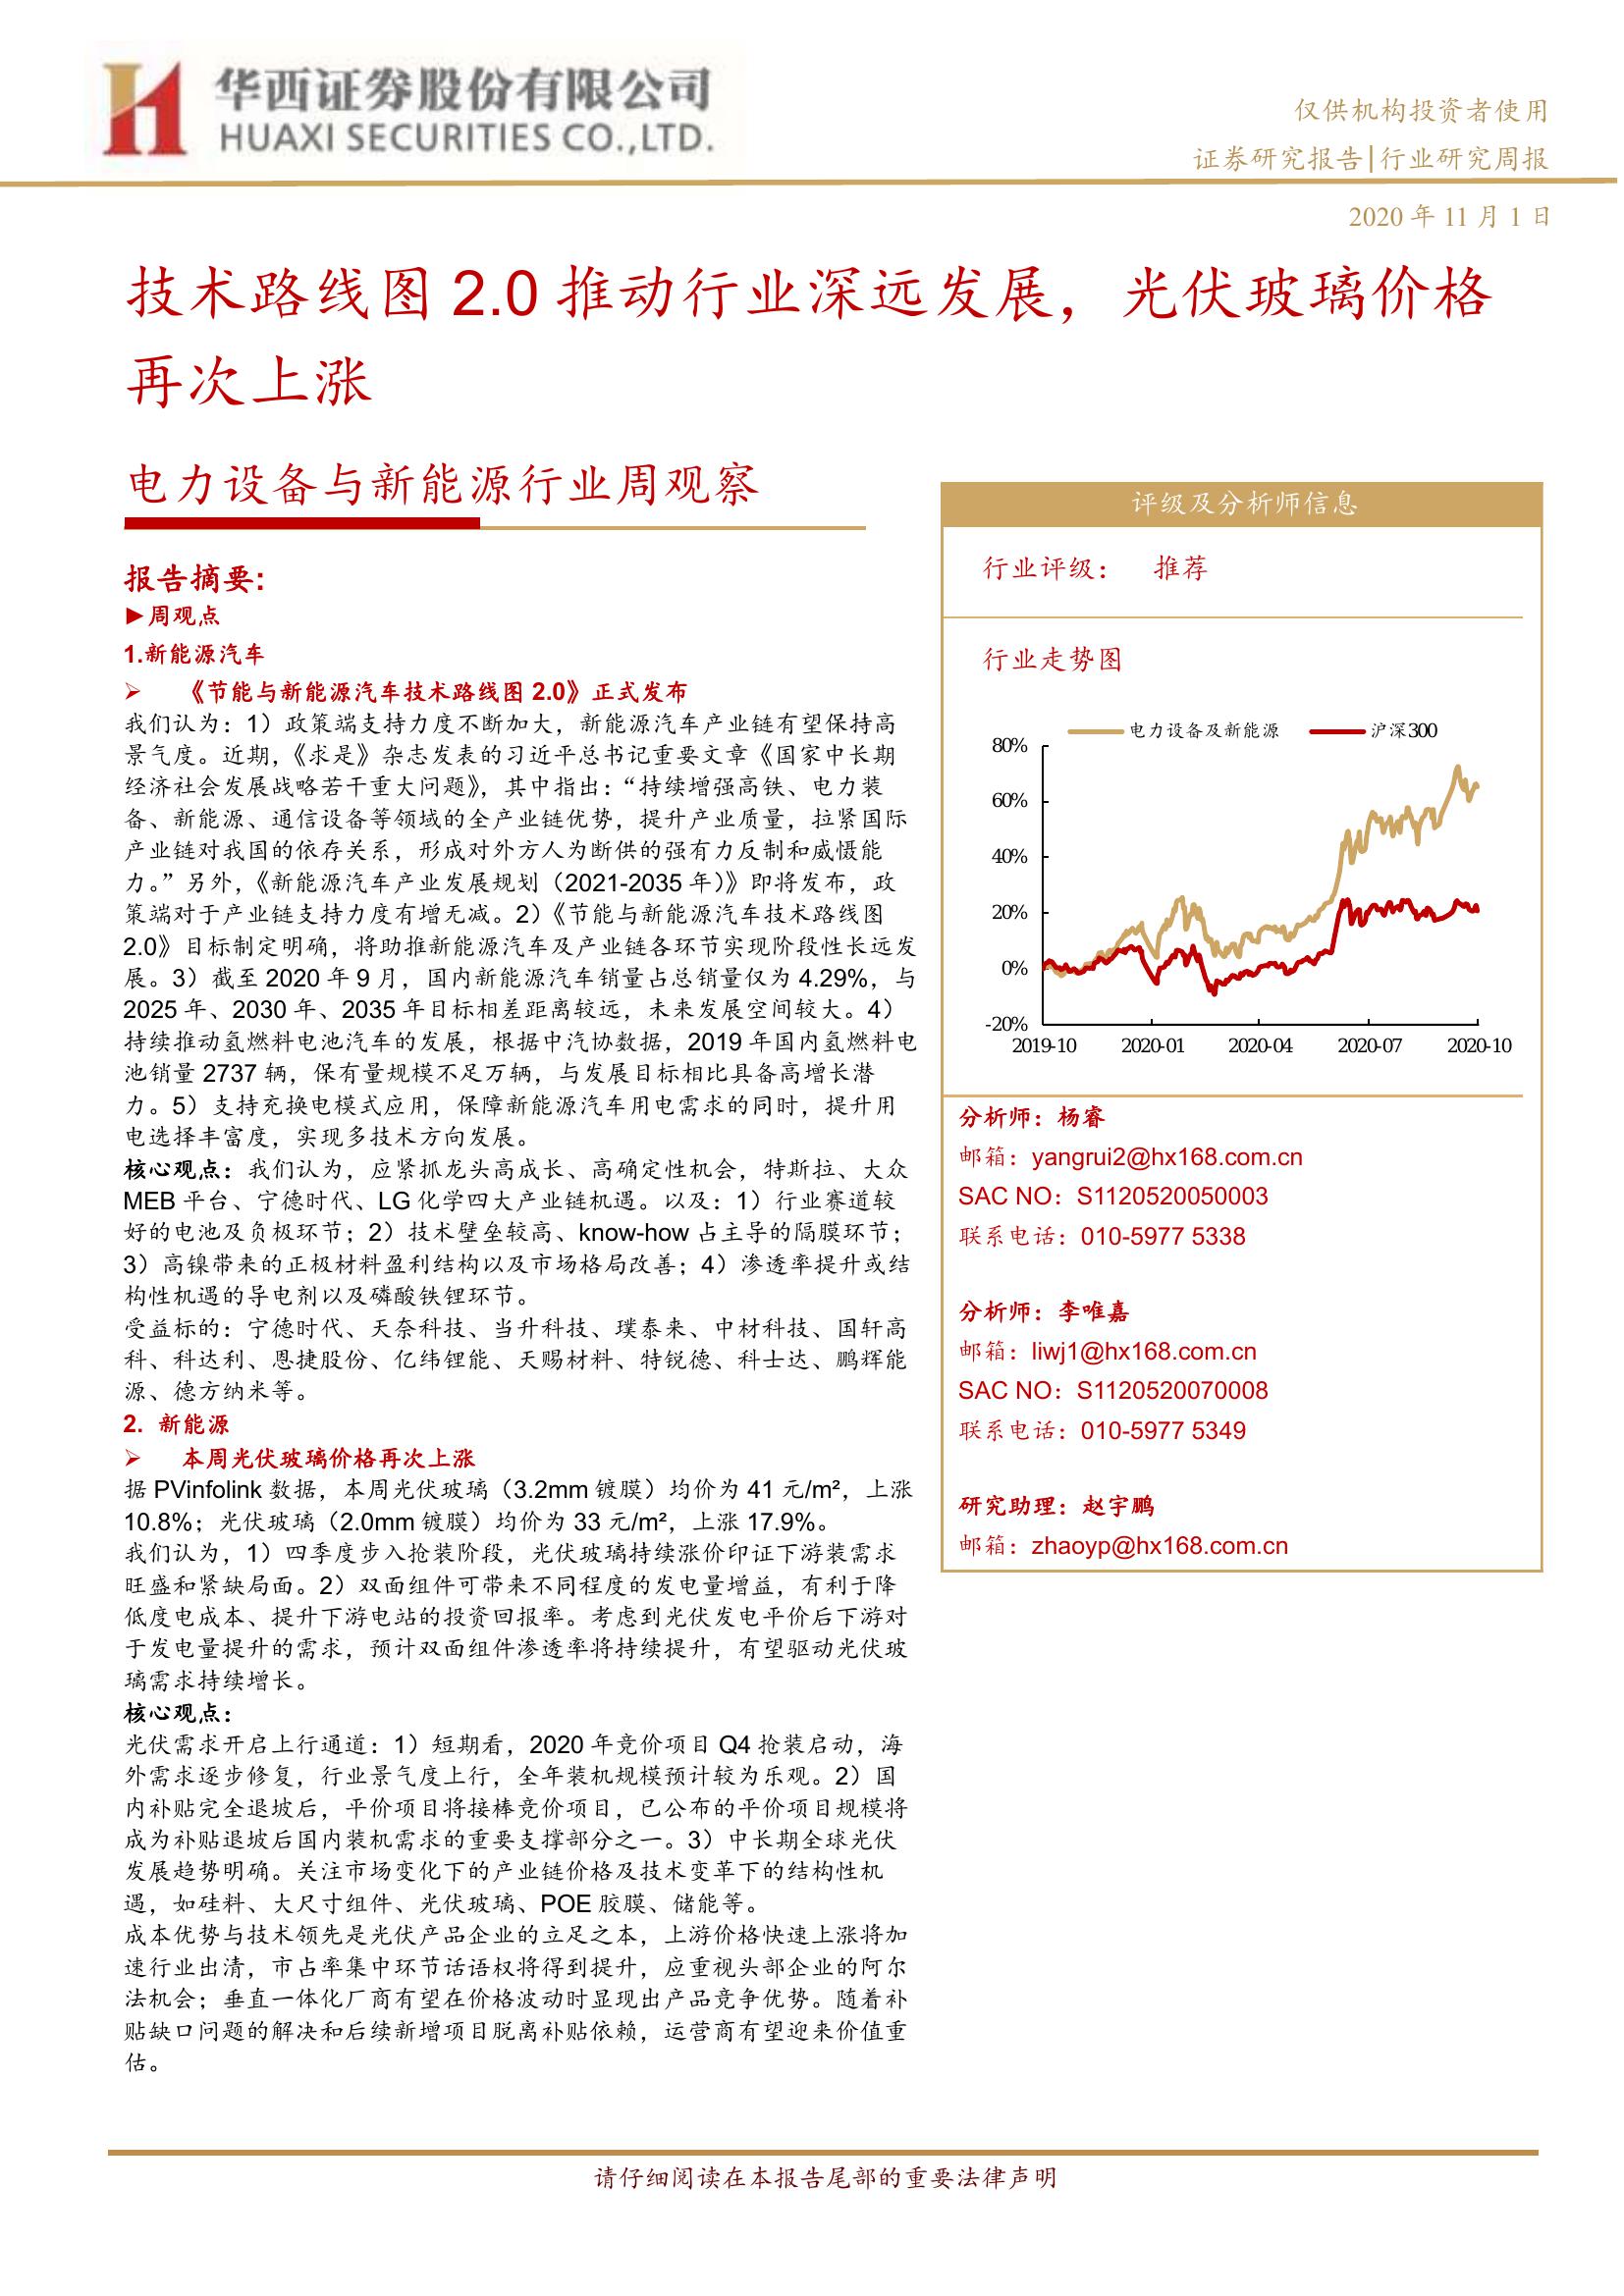 华西证券股份有限公司
HUAXI SECURITIES CO.,LTD.
仅供机构投资者使用
证券研究报告|行业研究周报
2020 年 11 月 1 日
技术路线图 2.0 推动行业深远发展，光伏玻璃价格
再次上涨
电力设备与新能源行业周观察
报告摘要:
►周观点
1.新能源汽车
➢ 《节能与新能源汽车技术路线图 2.0》正式发布
我们认为：1）政策端支持力度不断加大，新能源汽车产业链有望保持高
景气度。近期，《求是》杂志发表的习近平总书记重要文章《国家中长期
经济社会发展战略若干重大问题》，其中指出：“持续增强高铁、电力装
备、新能源、通信设备等领域的全产业链优势，提升产业质量，拉紧国际
产业链对我国的依存关系，形成对外方人为断供的强有力反制和威慑能
力。”另外，《新能源汽车产业发展规划（2021-2035 年）》即将发布，政
策端对于产业链支持力度有增无减。2）《节能与新能源汽车技术路线图
2.0》目标制定明确，将助推新能源汽车及产业链各环节实现阶段性长远发
展。3）截至 2020 年 9 月，国内新能源汽车销量占总销量仅为 4.29%，与
2025 年、2030 年、2035 年目标相差距离较远，未来发展空间较大。4）
持续推动氢燃料电池汽车的发展，根据中汽协数据，2019 年国内氢燃料电
池销量 2737 辆，保有量规模不足万辆，与发展目标相比具备高增长潜
力。5）支持充换电模式应用，保障新能源汽车用电需求的同时，提升用
电选择丰富度，实现多技术方向发展。
核心观点：我们认为，应紧抓龙头高成长、高确定性机会，特斯拉、大众
MEB 平台、宁德时代、LG 化学四大产业链机遇。以及：1）行业赛道较
好的电池及负极环节；2）技术壁垒较高、know-how 占主导的隔膜环节；
3）高镍带来的正极材料盈利结构以及市场格局改善；4）渗透率提升或结
构性机遇的导电剂以及磷酸铁锂环节。
受益标的：宁德时代、天奈科技、当升科技、璞泰来、中材科技、国轩高
科、科达利、恩捷股份、亿纬锂能、天赐材料、特锐德、科士达、鹏辉能
源、德方纳米等。
2. 新能源
➢ 本周光伏玻璃价格再次上涨
据 PVinfolink 数据，本周光伏玻璃（3.2mm 镀膜）均价为 41 元/m²，上涨
10.8%；光伏玻璃（2.0mm 镀膜）均价为 33 元/m²，上涨 17.9%。
我们认为，1）四季度步入抢装阶段，光伏玻璃持续涨价印证下游装需求
旺盛和紧缺局面。2）双面组件可带来不同程度的发电量增益，有利于降
低度电成本、提升下游电站的投资回报率。考虑到光伏发电平价后下游对
于发电量提升的需求，预计双面组件渗透率将持续提升，有望驱动光伏玻
璃需求持续增长。
核心观点：
光伏需求开启上行通道：1）短期看，2020 年竞价项目 Q4 抢装启动，海
外需求逐步修复，行业景气度上行，全年装机规模预计较为乐观。2）国
内补贴完全退坡后，平价项目将接棒竞价项目，已公布的平价项目规模将
成为补贴退坡后国内装机需求的重要支撑部分之一。3）中长期全球光伏
发展趋势明确。关注市场变化下的产业链价格及技术变革下的结构性机
遇，如硅料、大尺寸组件、光伏玻璃、POE 胶膜、储能等。
成本优势与技术领先是光伏产品企业的立足之本，上游价格快速上涨将加
速行业出清，市占率集中环节话语权将得到提升，应重视头部企业的阿尔
法机会；垂直一体化厂商有望在价格波动时显现出产品竞争优势。随着补
贴缺口问题的解决和后续新增项目脱离补贴依赖，运营商有望迎来价值重
估。
评级及分析师信息
行业评级： 推荐
行业走势图
电力设备及新能源 沪深300
80%
60%
40%
20%
0%
-20%
2019-10 2020-01 2020-04 2020-07 2020-10
分析师：杨睿
邮箱：yangrui2@hx168.com.cn
SAC NO：S1120520050003
联系电话：010-5977 5338
分析师：李唯嘉
邮箱：liwj1@hx168.com.cn
SAC NO：S1120520070008
联系电话：010-5977 5349
研究助理：赵宇鹏
邮箱：zhaoyp@hx168.com.cn
请仔细阅读在本报告尾部的重要法律声明